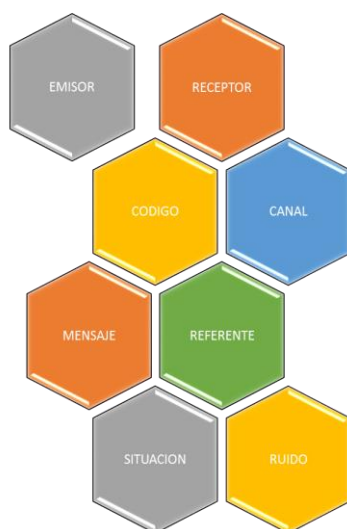 EMISOR
RECEPTOR
CODIGO
CANAL
MENSAJE
REFERENTE
SITUACION
RUIDO